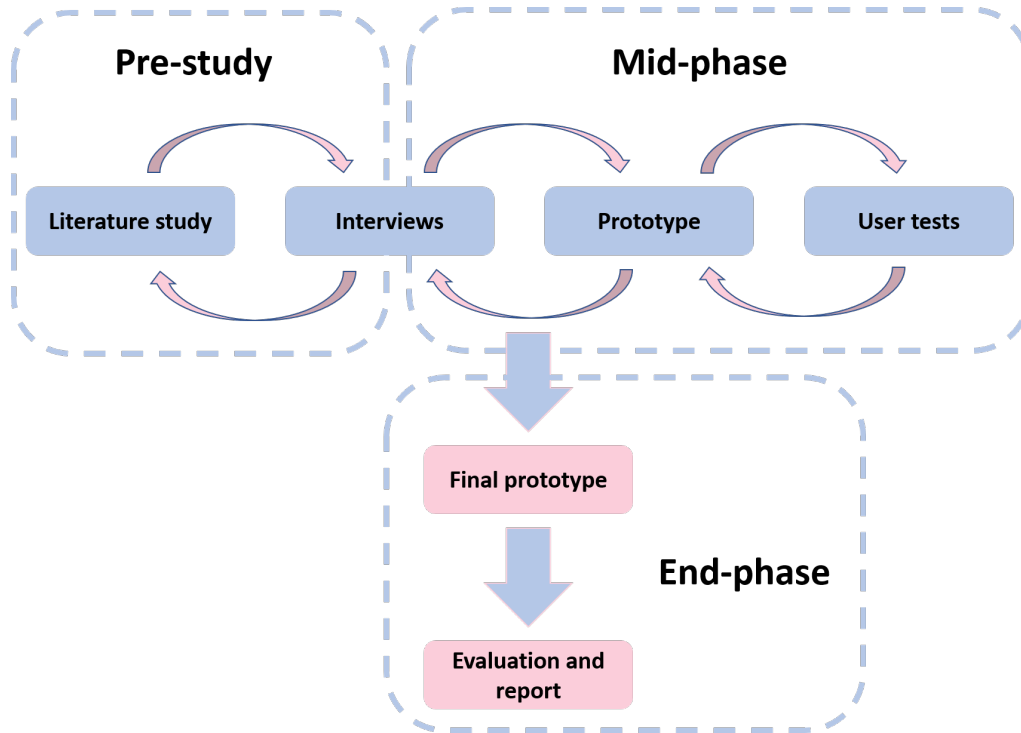 Pre-study
Mid-phase
Literature study
Interviews
Prototype
User tests
Final prototype
End-phase
Evaluation and
report